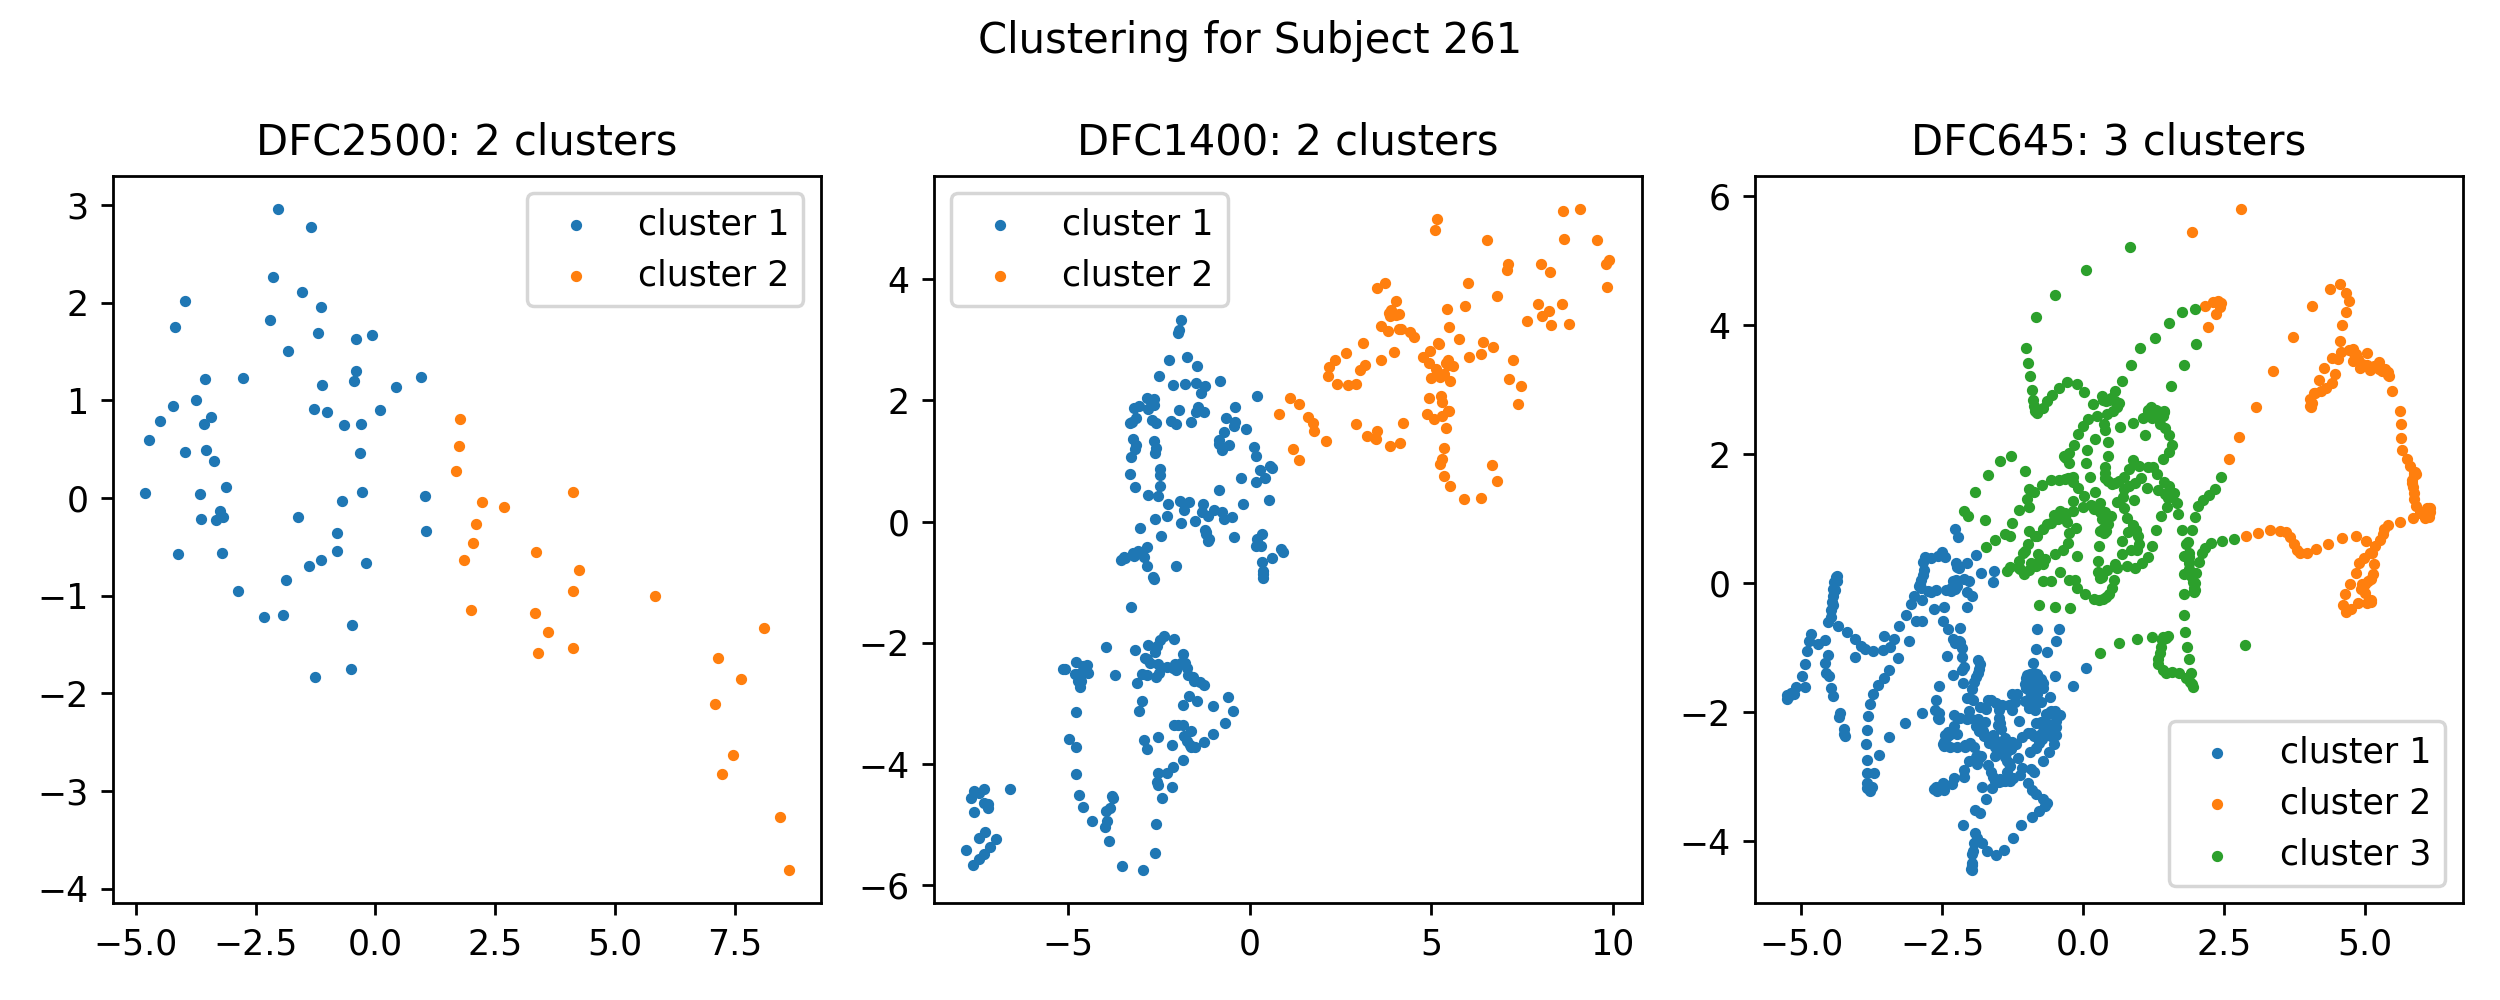 Clustering for Subject 261
DFC2500: 2 clusters
3
2
1
0
−1
−2
−3
−4
−5.0 −2.5 0.0 2.5 5.0 7.5
cluster 1
cluster 2
DFC1400: 2 clusters
4
2
0
−2
−4
−6
−5 0 5 10
cluster 1
cluster 2
DFC645: 3 clusters
6
4
2
0
−2
−4
−5.0 −2.5 0.0 2.5 5.0
cluster 1
cluster 2
cluster 3